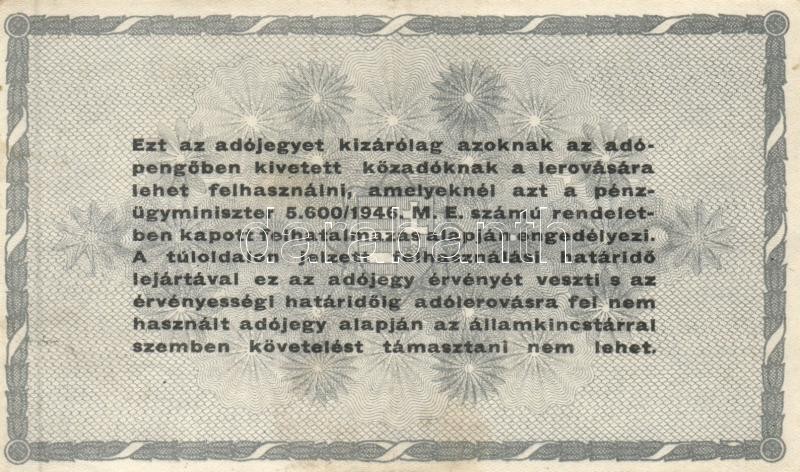 Ezt az adójegyet kizárólag azoknak az adó-
pengőben kivetett közadóknak a lerovására
lehet felhasználni, amelyeknél azt a pénz-
ügyminiszter 5.600/1946. M. E. számú rendelet-
ben kapott felhatalmazás alapján engedélyezi.
A túloldalon jelzett felhasználási határidő
lejártával ez az adójegy érvényét veszti s az
érvényességi határidőig adólerovásra fel nem
használt adójegy alapján az államkincstárral
szemben követelést támasztani nem lehet.
darabanth